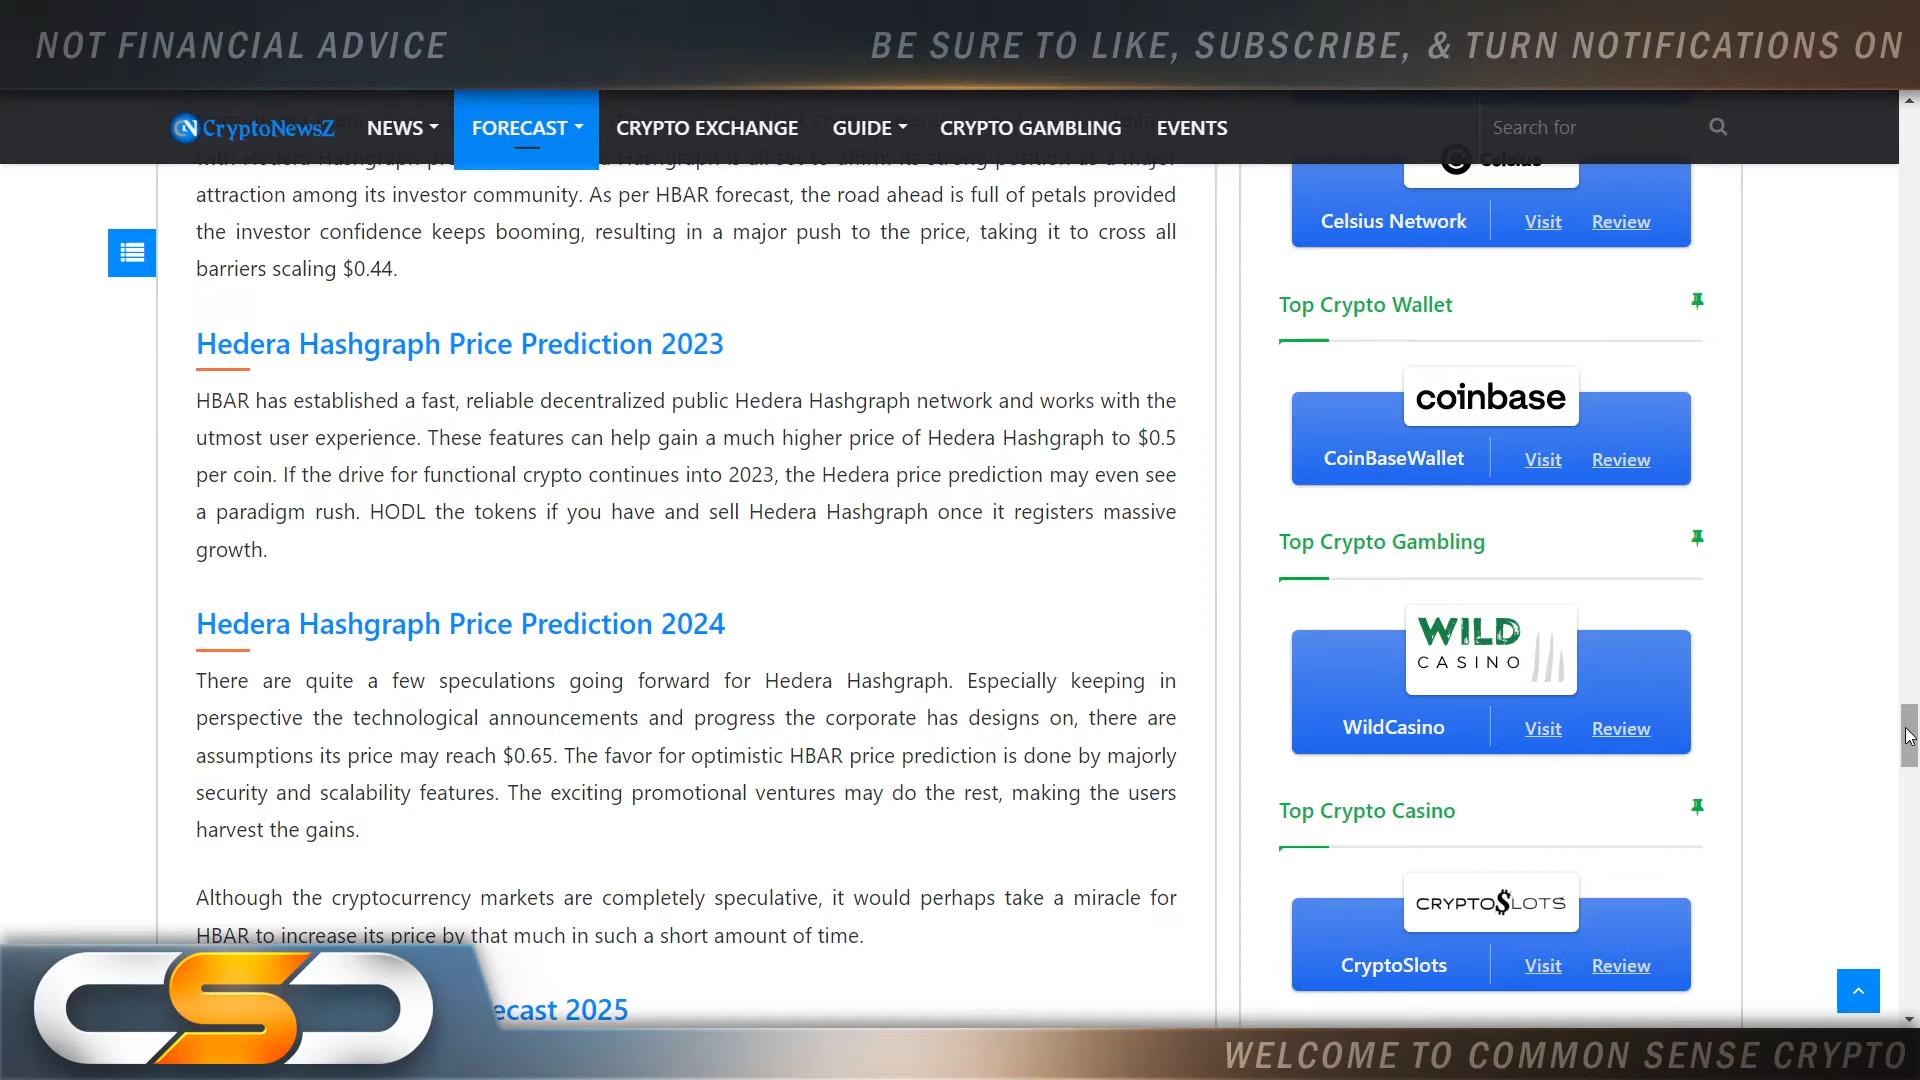 NOT FINANCIAL ADVICE
BE SURE TO LIKE, SUBSCRIBE, & TURN NOTIFICATIONS ON
CryptoNewsZ
NEWS
FORECAST
CRYPTO EXCHANGE
GUIDE
CRYPTO GAMBLING
EVENTS
Search for
attraction among its investor community. As per HBAR forecast, the road ahead is full of petals provided
the investor confidence keeps booming, resulting in a major push to the price, taking it to cross all
barriers scaling $0.44.
Hedera Hashgraph Price Prediction 2023
HBAR has established a fast, reliable decentralized public Hedera Hashgraph network and works with the
utmost user experience. These features can help gain a much higher price of Hedera Hashgraph to $0.5
per coin. If the drive for functional crypto continues into 2023, the Hedera price prediction may even see
a paradigm rush. HODL the tokens if you have and sell Hedera Hashgraph once it registers massive
growth.
Hedera Hashgraph Price Prediction 2024
There are quite a few speculations going forward for Hedera Hashgraph. Especially keeping in
perspective the technological announcements and progress the corporate has designs on, there are
assumptions its price may reach $0.65. The favor for optimistic HBAR price prediction is done by majorly
security and scalability features. The exciting promotional ventures may do the rest, making the users
harvest the gains.
Although the cryptocurrency markets are completely speculative, it would perhaps take a miracle for
HBAR to increase its price by that much in such a short amount of time.
ecast 2025
Celsius
Celsius Network
Visit
Review
Top Crypto Wallet
coinbase
CoinBaseWallet
Visit
Review
Top Crypto Gambling
WILD
CASINO
WildCasino
Visit
Review
Top Crypto Casino
CRYPTO$LOTS
CryptoSlots
Visit
Review
CSC
WELCOME TO COMMON SENSE CRYPTO